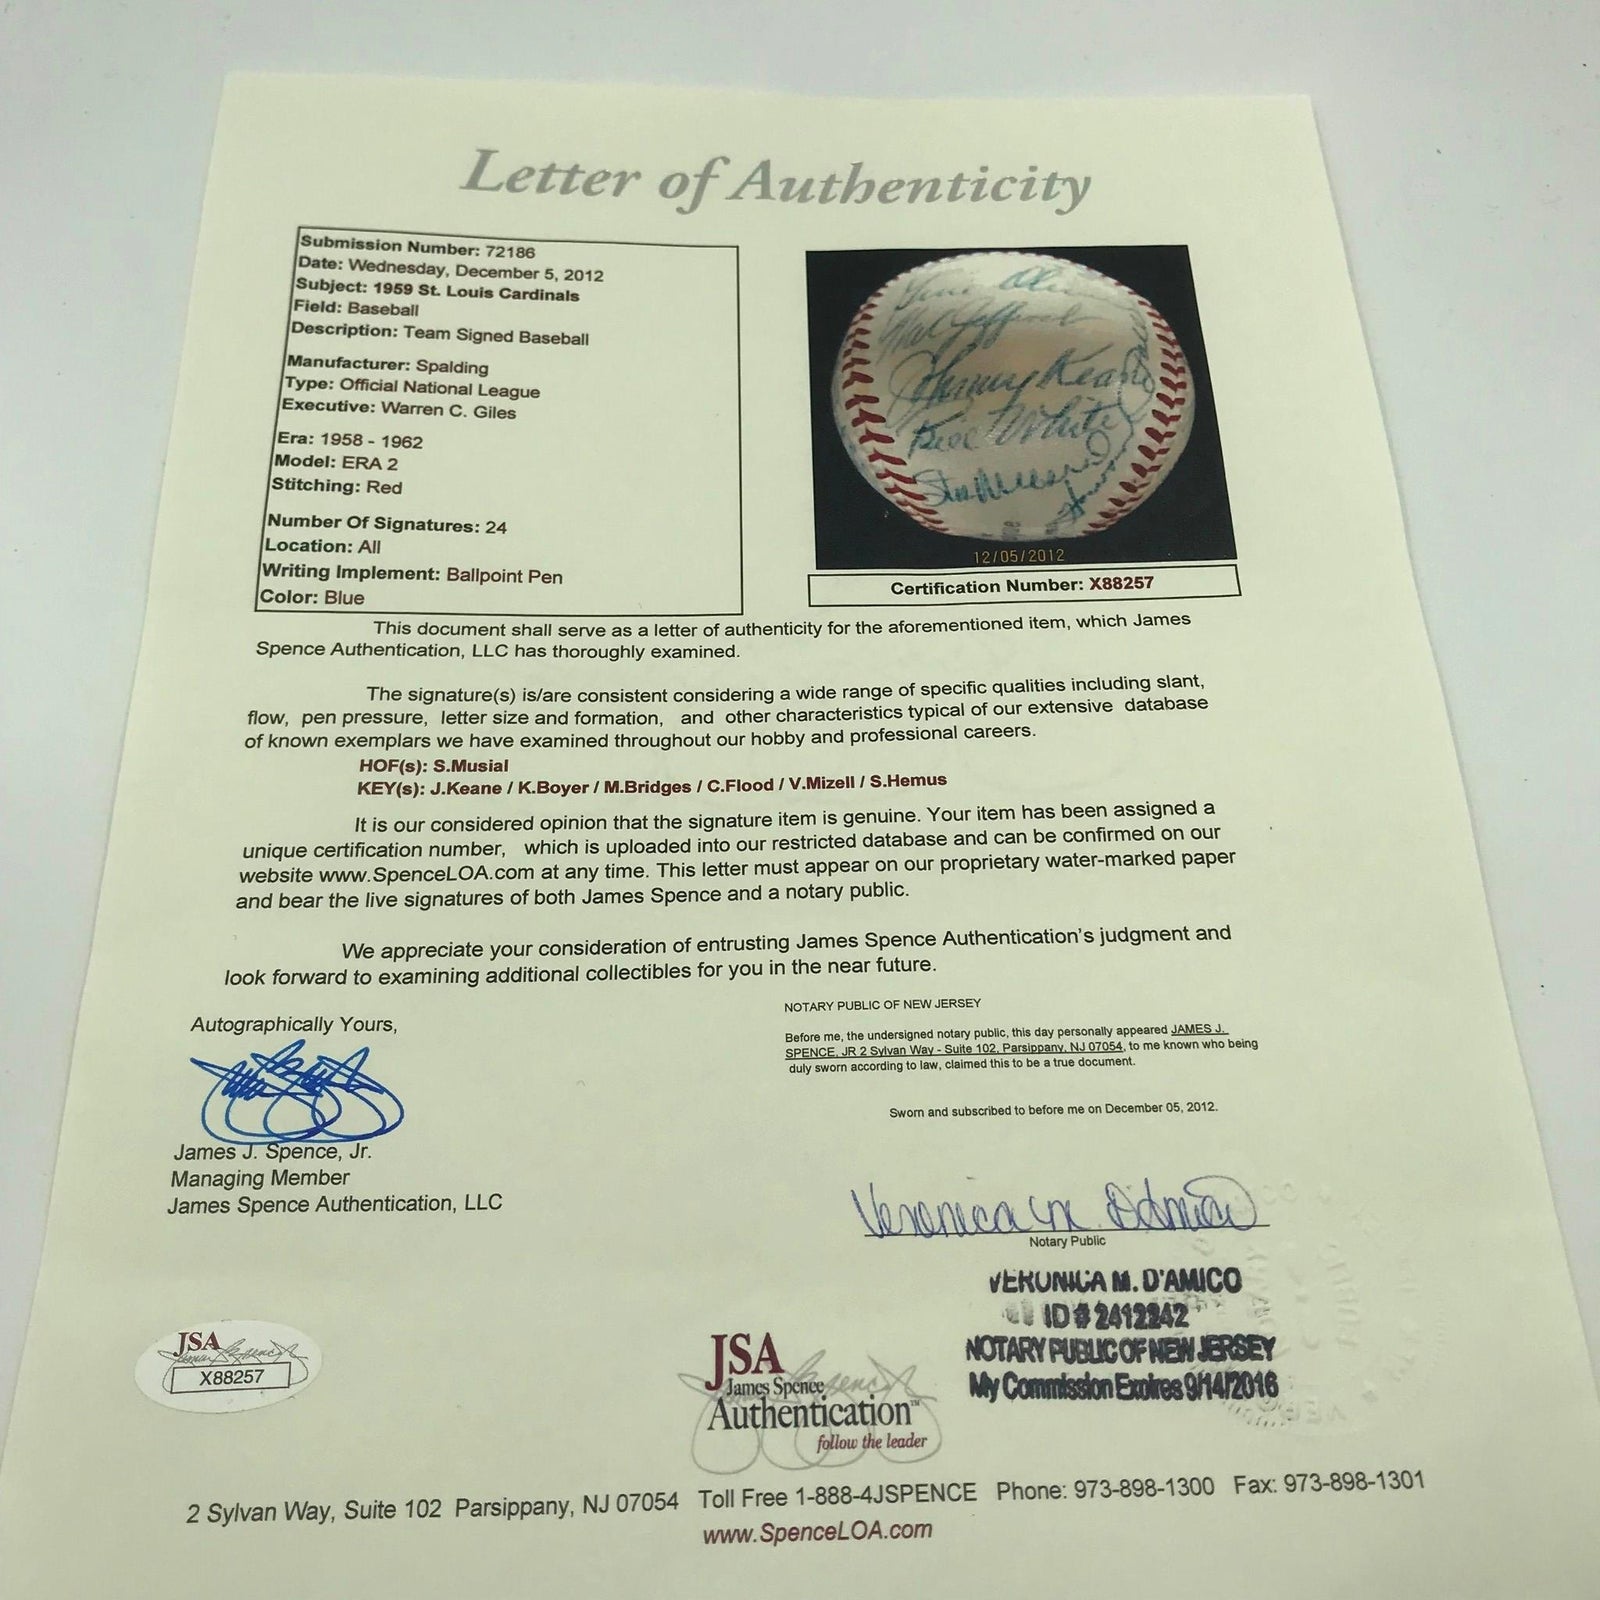 Letter of Authenticity
Submission Number: 72186
Date: Wednesday, December 5, 2012
Subject: 1959 St. Louis Cardinals
Field: Baseball
Description: Team Signed Baseball
Manufacturer: Spalding
Type: Official National League
Executive: Warren C. Giles
Era: 1958 - 1962
Model: ERA 2
Stitching: Red
Number Of Signatures: 24
Location: All
Writing Implement: Ballpoint Pen
Color: Blue
Johnny Keane
Bill White
Stan Musial
12/05/2012
Certification Number: X88257
This document shall serve as a letter of authenticity for the aforementioned item, which James
Spence Authentication, LLC has thoroughly examined.
The signature(s) is/are consistent considering a wide range of specific qualities including slant,
flow, pen pressure, letter size and formation, and other characteristics typical of our extensive database
of known exemplars we have examined throughout our hobby and professional careers.
HOF(s): S.Musial
KEY(s): J.Keane / K.Boyer / M.Bridges / C.Flood / V.Mizell / S.Hemus
It is our considered opinion that the signature item is genuine. Your item has been assigned a
unique certification number, which is uploaded into our restricted database and can be confirmed on our
website www.SpenceLOA.com at any time. This letter must appear on our proprietary water-marked paper
and bear the live signatures of both James Spence and a notary public.
We appreciate your consideration of entrusting James Spence Authentication's judgment and
look forward to examining additional collectibles for you in the near future.
Autographically Yours,
James J. Spence, Jr.
Managing Member
James Spence Authentication, LLC
NOTARY PUBLIC OF NEW JERSEY
Before me, the undersigned notary public, this day personally appeared JAMES J.
SPENCE, JR 2 Sylvan Way - Suite 102, Parsippany, NJ 07054, to me known who being
duly sworn according to law, claimed this to be a true document.
Sworn and subscribed to before me on December 05, 2012.
Veronica M. D'Amico
Notary Public
VERONICA M. D'AMICO
ID # 2412242
NOTARY PUBLIC OF NEW JERSEY
My Commission Expires 9/14/2016
JSA
X88257
JSA
James Spence
Authentication™
follow the leader
2 Sylvan Way, Suite 102 Parsippany, NJ 07054 Toll Free 1-888-4JSPENCE Phone: 973-898-1300 Fax: 973-898-1301
www.SpenceLOA.com